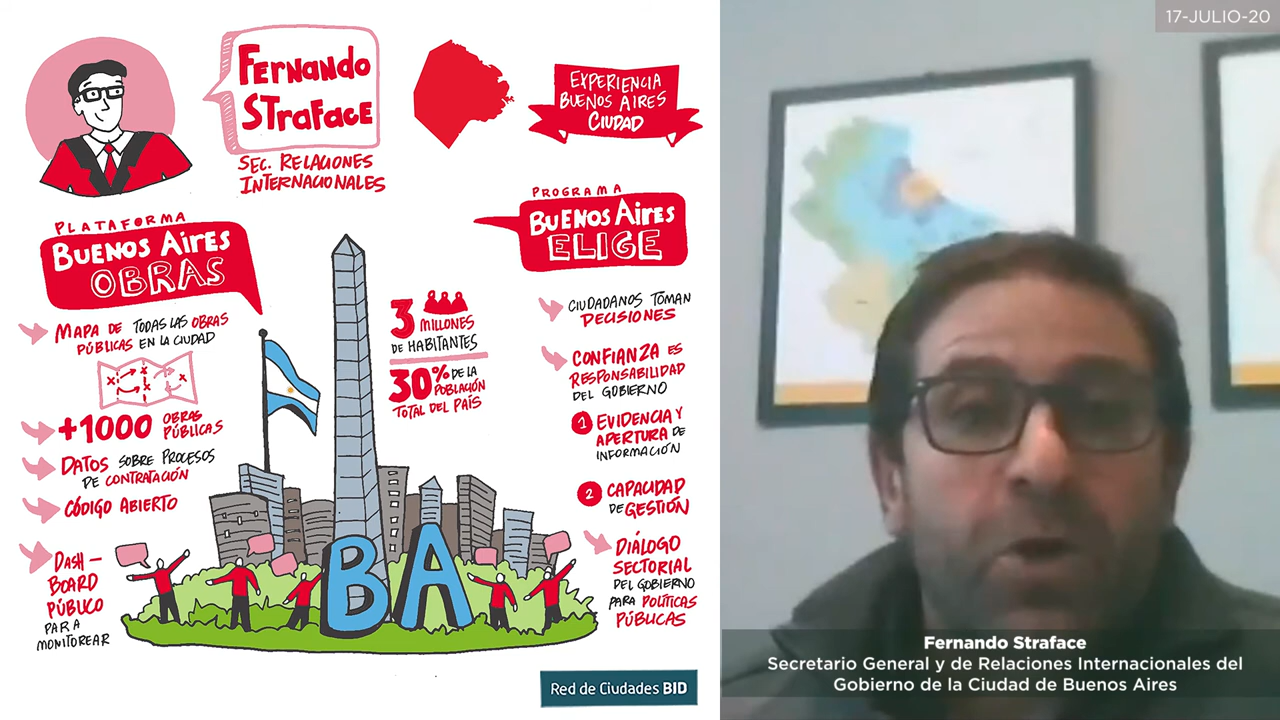 FERNANDO
STRAFACE
SEC. RELACIONES
INTERNACIONALES
EXPERIENCIA
BUENOS AIRES
CIUDAD
PLATAFORMA
BUENOS AIRES
OBRAS
MAPA DE TODAS LAS OBRAS
PÚBLICAS EN LA CIUDAD
+1000 OBRAS
PÚBLICAS
DATOS SOBRE PROCESOS
DE CONTRATACIÓN
CÓDIGO ABIERTO
DASH-
BOARD
PÚBLICO
PARA
MONITOREAR
3 MILLONES
DE HABITANTES
30% DE LA
POBLACIÓN
TOTAL DEL PAÍS
BA
PROGRAMA
BUENOS AIRES
ELIGE
CIUDADANOS TOMAN
DECISIONES
CONFIANZA ES
RESPONSABILIDAD
DEL GOBIERNO
1 EVIDENCIA Y
APERTURA DE
INFORMACIÓN
2 CAPACIDAD
DE GESTIÓN
DIÁLOGO
SECTORIAL
DEL GOBIERNO
PARA POLÍTICAS
PÚBLICAS
Red de Ciudades BID
17-JULIO-20
Fernando Straface
Secretario General y de Relaciones Internacionales del
Gobierno de la Ciudad de Buenos Aires